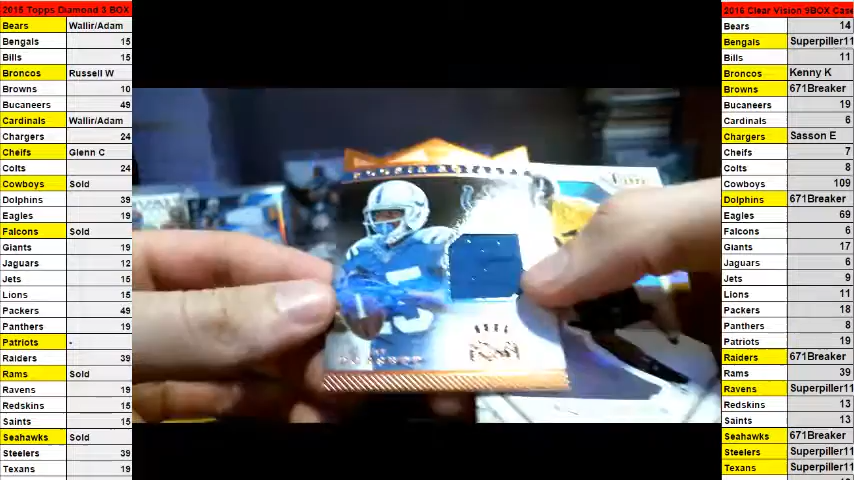 2015 Topps Diamond 3 BOX
Bears Wallir/Adam
Bengals 15
Bills 15
Broncos Russell W
Browns 10
Bucaneers 49
Cardinals Wallir/Adam
Chargers 24
Cheifs Glenn C
Colts 24
Cowboys Sold
Dolphins 39
Eagles 19
Falcons Sold
Giants 19
Jaguars 12
Jets 15
Lions 15
Packers 49
Panthers 19
Patriots -
Raiders 39
Rams Sold
Ravens 19
Redskins 15
Saints 15
Seahawks Sold
Steelers 39
Texans 19
15
2016 Clear Vision 9BOX Case
Bears 14
Bengals Superpiller11
Bills 11
Broncos Kenny K
Browns 671Breaker
Bucaneers 19
Cardinals 6
Chargers Sasson E
Cheifs 7
Colts 8
Cowboys 109
Dolphins 671Breaker
Eagles 69
Falcons 6
Giants 17
Jaguars 6
Jets 9
Lions 11
Packers 18
Panthers 8
Patriots 19
Raiders 671Breaker
Rams 39
Ravens Superpiller11
Redskins 13
Saints 13
Seahawks 671Breaker
Steelers Superpiller11
Texans Superpiller11